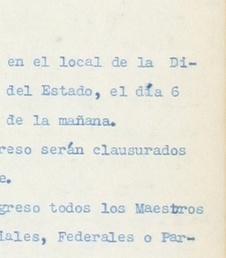 en el local de la Di-
del Estado, el día 6
de la mañana.
reso serán clausurados
e.
greso todos los Maestros
iales, Federales o Par-